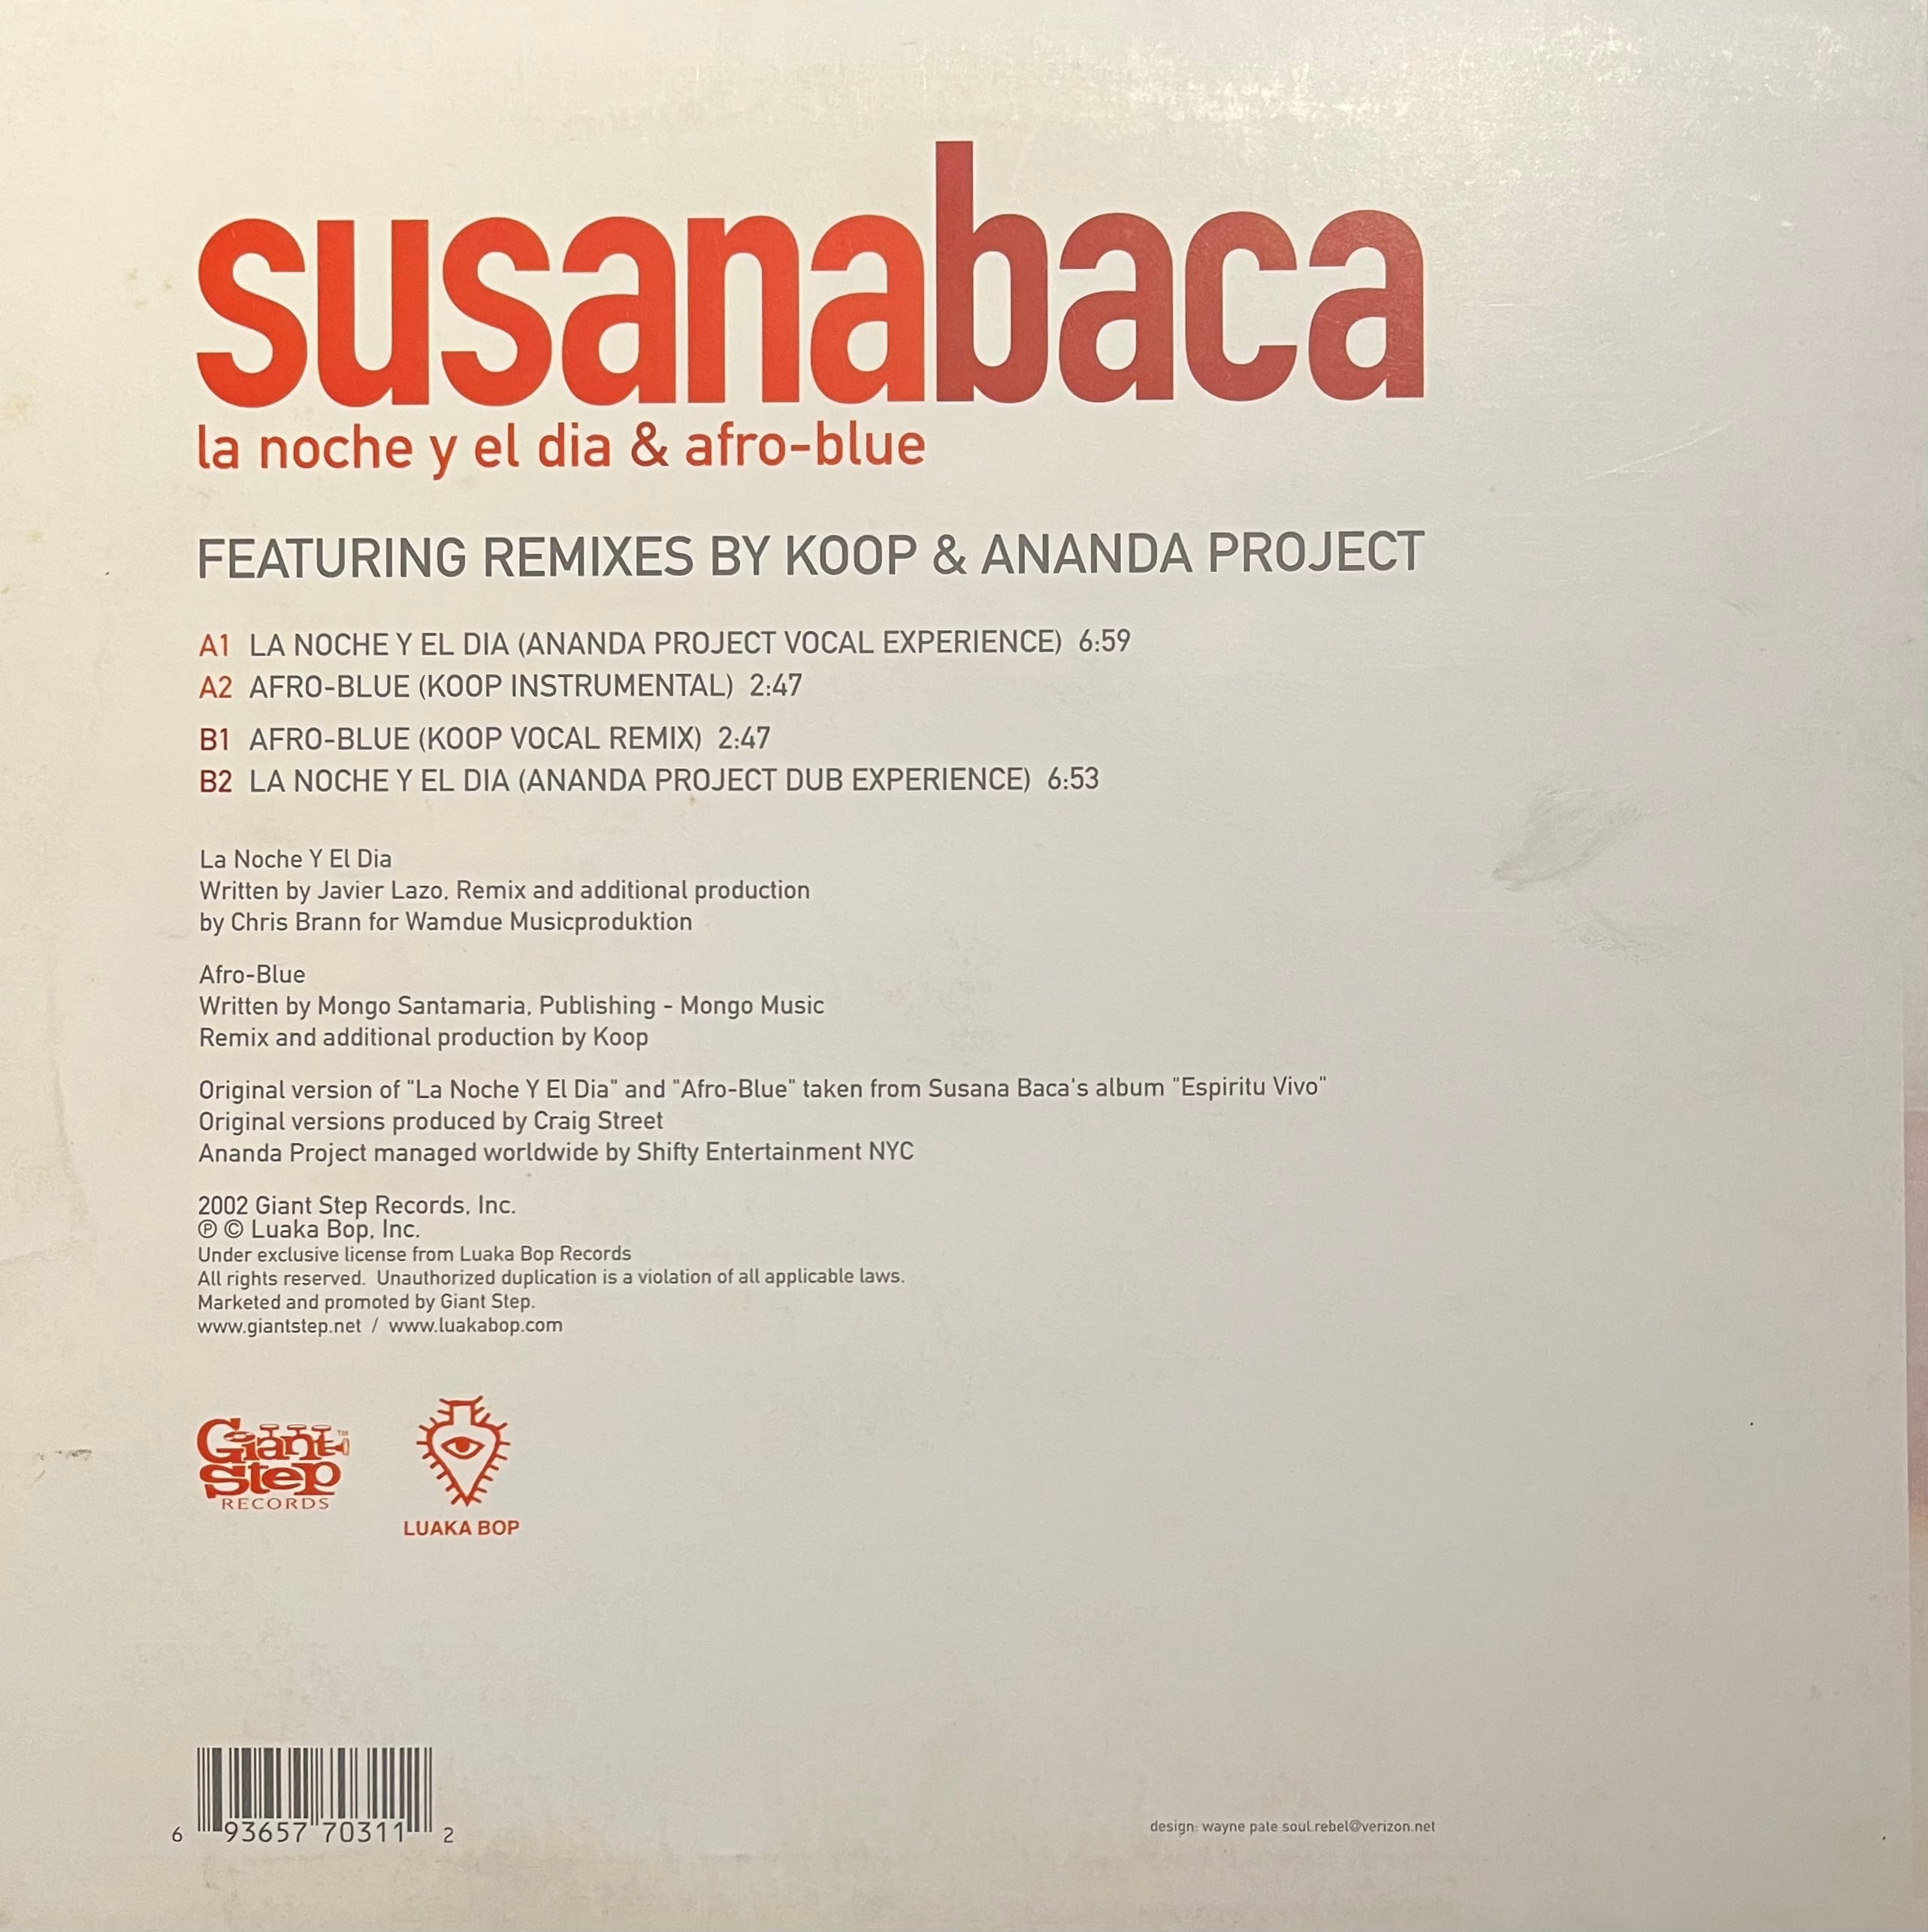 susanabaca
la noche y el dia & afro-blue
FEATURING REMIXES BY KOOP & ANANDA PROJECT
A1 LA NOCHE Y EL DIA (ANANDA PROJECT VOCAL EXPERIENCE) 6:59
A2 AFRO-BLUE (KOOP INSTRUMENTAL) 2:47
B1 AFRO-BLUE (KOOP VOCAL REMIX) 2:47
B2 LA NOCHE Y EL DIA (ANANDA PROJECT DUB EXPERIENCE) 6:53
La Noche Y El Dia
Written by Javier Lazo, Remix and additional production
by Chris Brann for Wamdue Musicproduktion
Afro-Blue
Written by Mongo Santamaria, Publishing - Mongo Music
Remix and additional production by Koop
Original version of "La Noche Y El Dia" and "Afro-Blue" taken from Susana Baca's album "Espiritu Vivo"
Original versions produced by Craig Street
Ananda Project managed worldwide by Shifty Entertainment NYC
2002 Giant Step Records, Inc.
℗ © Luaka Bop, Inc.
Under exclusive license from Luaka Bop Records
All rights reserved. Unauthorized duplication is a violation of all applicable laws.
Marketed and promoted by Giant Step.
www.giantstep.net / www.luakabop.com
Giant ™
Step
RECORDS
LUAKA BOP
6 93657 70311 2
design: wayne pate soul.rebel@verizon.net